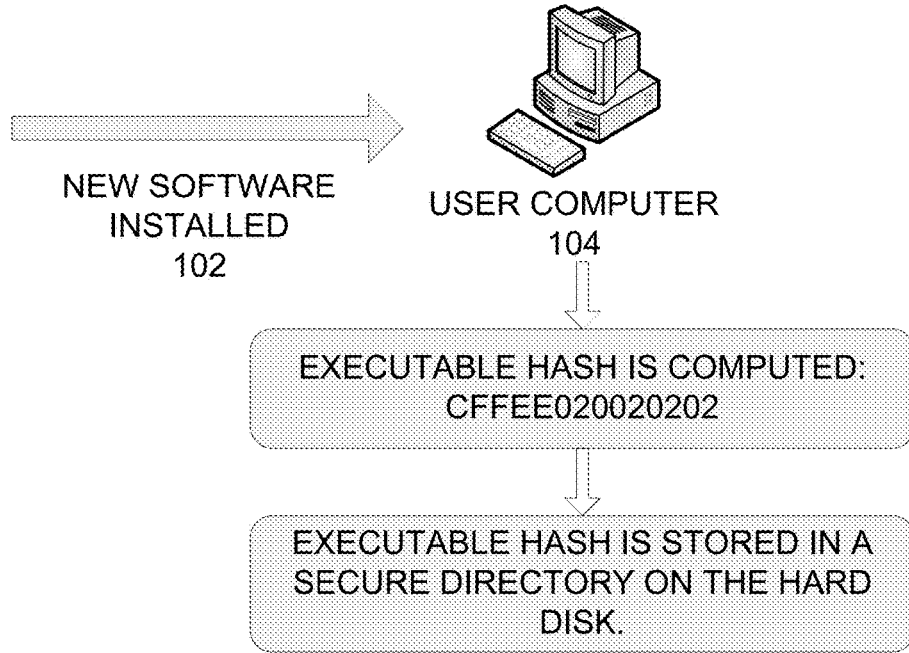 NEW SOFTWARE
INSTALLED
102
USER COMPUTER
104
EXECUTABLE HASH IS COMPUTED:
CFFEE020020202
EXECUTABLE HASH IS STORED IN A
SECURE DIRECTORY ON THE HARD
DISK.